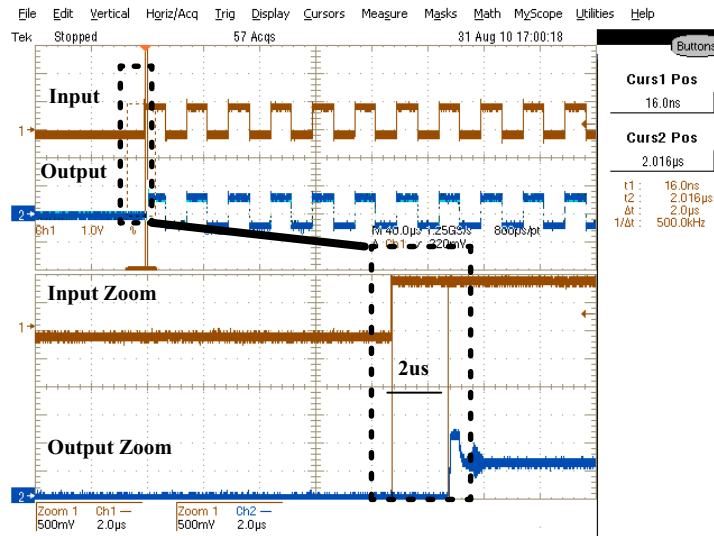 File Edit Vertical Horiz/Acq Trig Display Cursors Measure Masks Math MyScope Utilities Help
Tek Stopped 57 Acqs 31 Aug 10 17:00:18
Buttons
Curs1 Pos
16.0ns
Curs2 Pos
2.016µs
t1 : 16.0ns
t2 : 2.016µs
Δt : 2.0µs
1/Δt : 500.0kHz
Input
1
Output
2
Ch1 1.0V
M 40.0µs 1.25GS/s 800ps/pt
A Ch1 220mV
Input Zoom
1
2us
Output Zoom
2
Zoom 1 Ch1
500mV 2.0µs
Zoom 1 Ch2
500mV 2.0µs